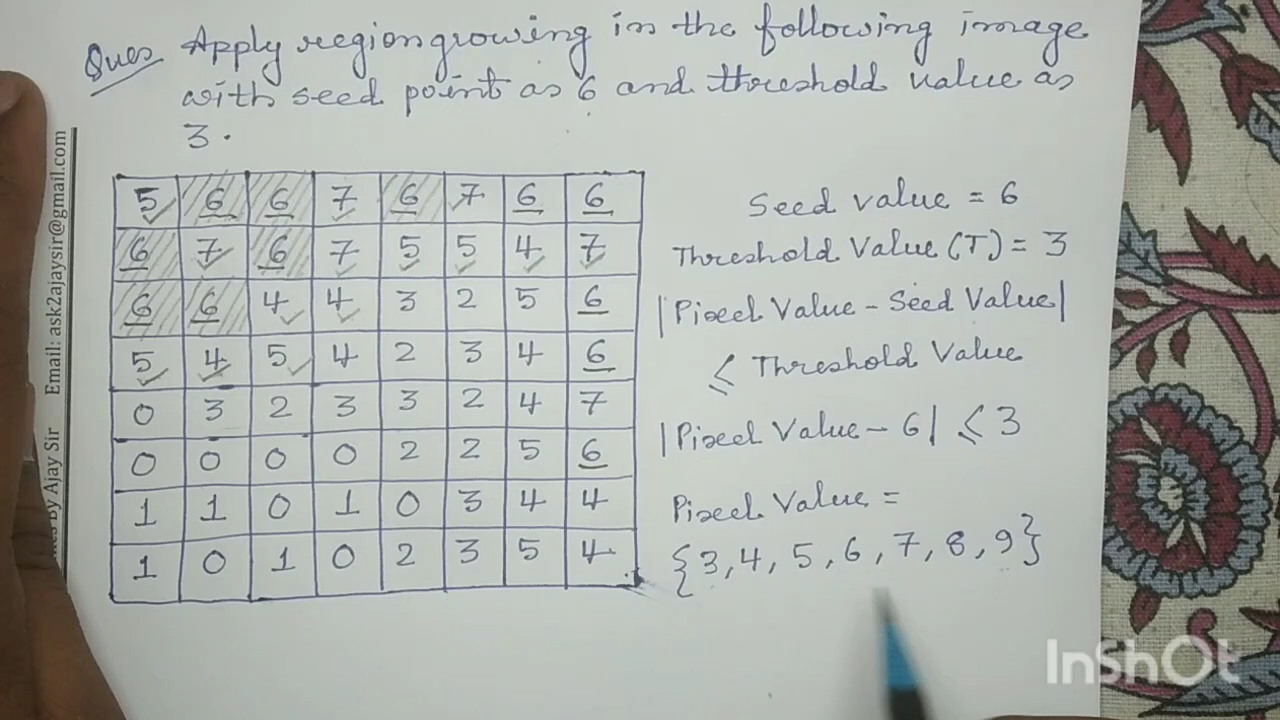 Ques Apply region growing in the following image
with seed point as 6 and threshold value as
3.
5 6 6 7 6 7 6 6
6 7 6 7 5 5 4 7
6 6 4 4 3 2 5 6
5 4 5 4 2 3 4 6
0 3 2 3 3 2 4 7
0 0 0 0 2 2 5 6
1 1 0 1 0 3 4 4
1 0 1 0 2 3 5 4
Seed value = 6
Threshold Value (T) = 3
|Pixel Value - Seed Value|
≤ Threshold Value
|Pixel Value - 6| ≤ 3
Pixel Value =
{3, 4, 5, 6, 7, 8, 9}
by Ajay Sir Email: ask2ajaysir@gmail.com
InShOt